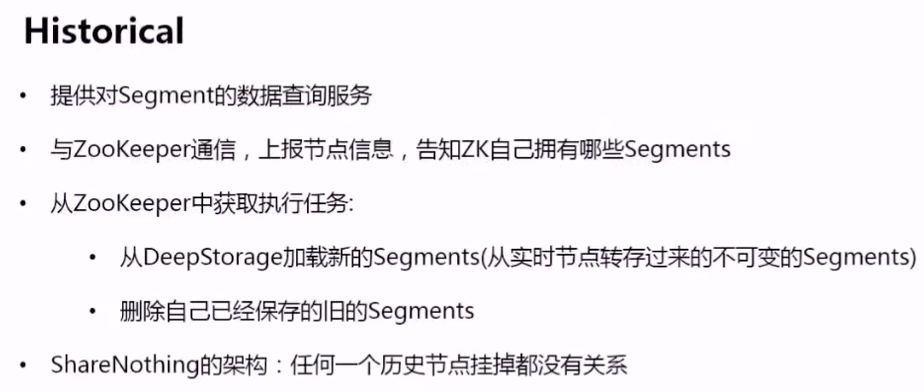 Historical
• 提供对Segment的数据查询服务
• 与ZooKeeper通信，上报节点信息，告知ZK自己拥有哪些Segments
• 从ZooKeeper中获取执行任务:
• 从DeepStorage加载新的Segments(从实时节点转存过来的不可变的Segments)
• 删除自己已经保存的旧的Segments
• ShareNothing的架构：任何一个历史节点挂掉都没有关系